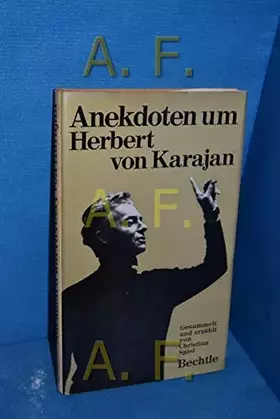 A. F.
Anekdoten um
Herbert
von Karajan
A. F.
Gesammelt
und erzählt
von
Christian
Spiel
Bechtle
A. F.